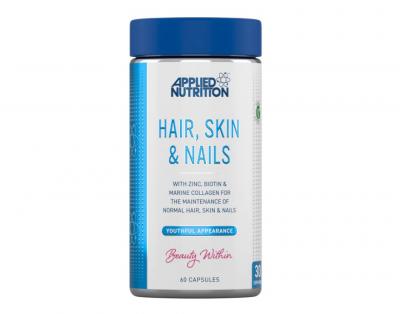 APPLIED
NUTRITION
HAIR, SKIN
& NAILS
WITH ZINC, BIOTIN &
MARINE COLLAGEN FOR
THE MAINTENANCE OF
NORMAL HAIR, SKIN & NAILS
YOUTHFUL APPEARANCE
Beauty Within
60 CAPSULES
30